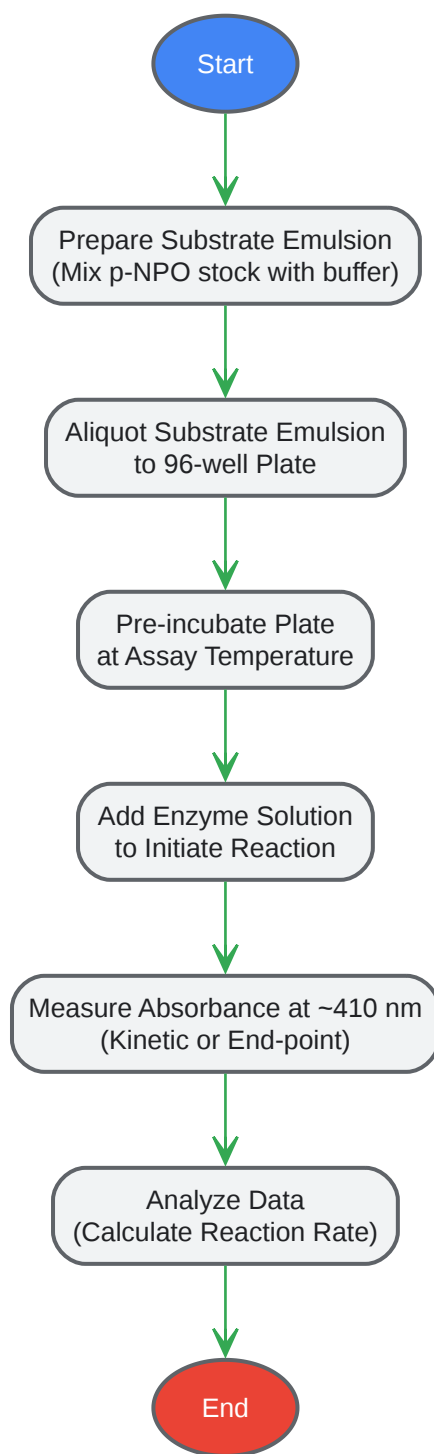 Start
Prepare Substrate Emulsion
(Mix p-NPO stock with buffer)
Aliquot Substrate Emulsion
to 96-well Plate
Pre-incubate Plate
at Assay Temperature
Add Enzyme Solution
to Initiate Reaction
Measure Absorbance at ~410 nm
(Kinetic or End-point)
Analyze Data
(Calculate Reaction Rate)
End